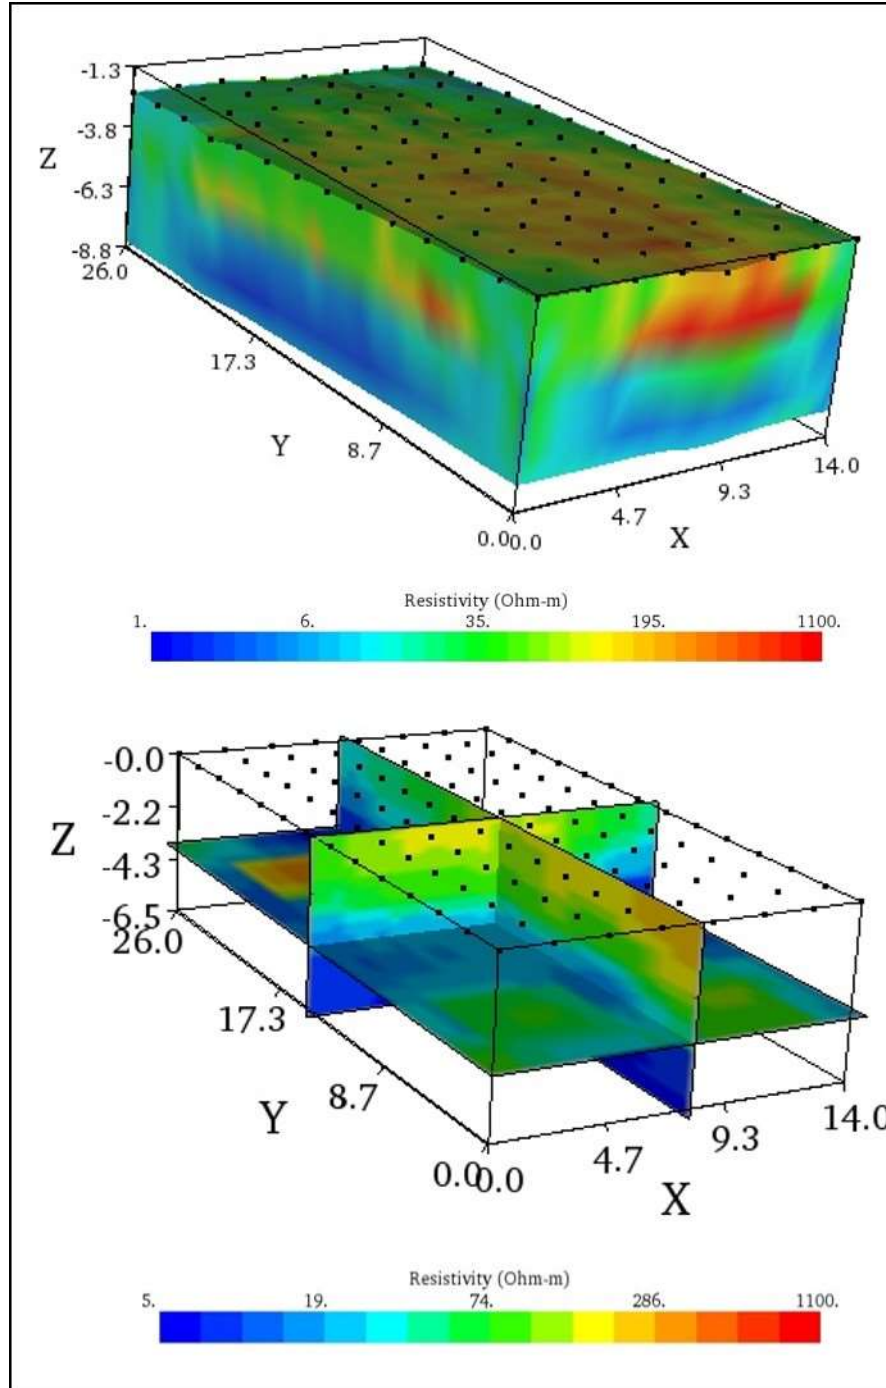 -1.3
-3.8
Z
-6.3
-8.8
26.0
17.3
Y
8.7
0.0 0.0
4.7
X
9.3
14.0
Resistivity (Ohm-m)
1. 6. 35. 195. 1100.
-0.0
-2.2
Z
-4.3
-6.5
26.0
17.3
Y
8.7
0.0 0.0
4.7
X
9.3
14.0
Resistivity (Ohm-m)
5. 19. 74. 286. 1100.